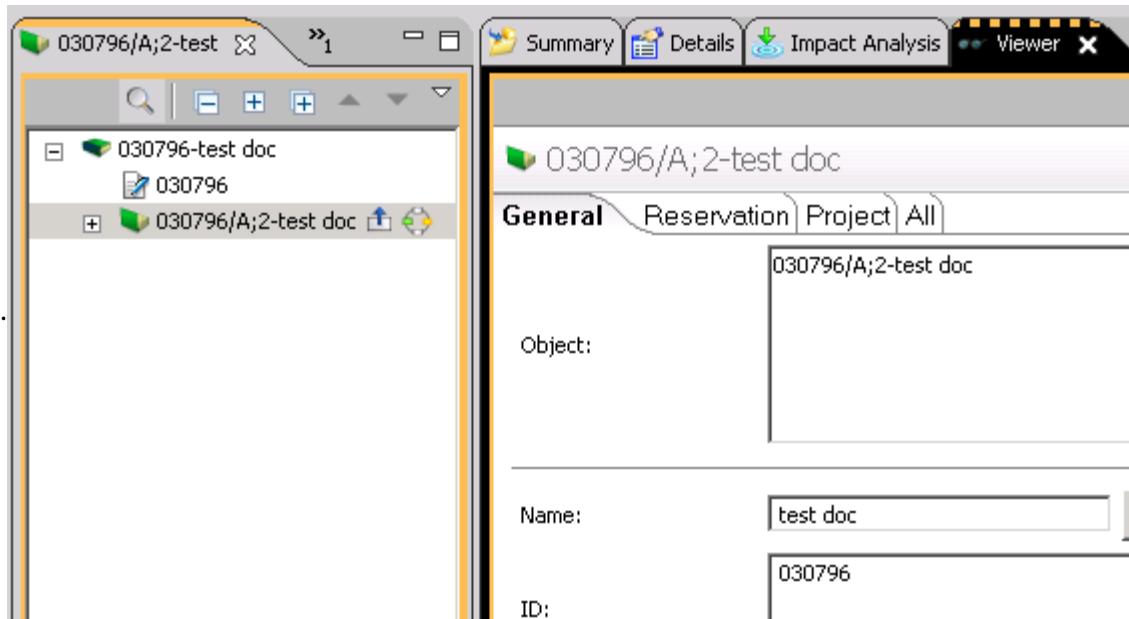 030796/A;2-test
»1
Summary
Details
Impact Analysis
Viewer
030796-test doc
030796
030796/A;2-test doc
030796/A;2-test doc
General
Reservation
Project
All
Object:
030796/A;2-test doc
Name:
test doc
ID:
030796
.